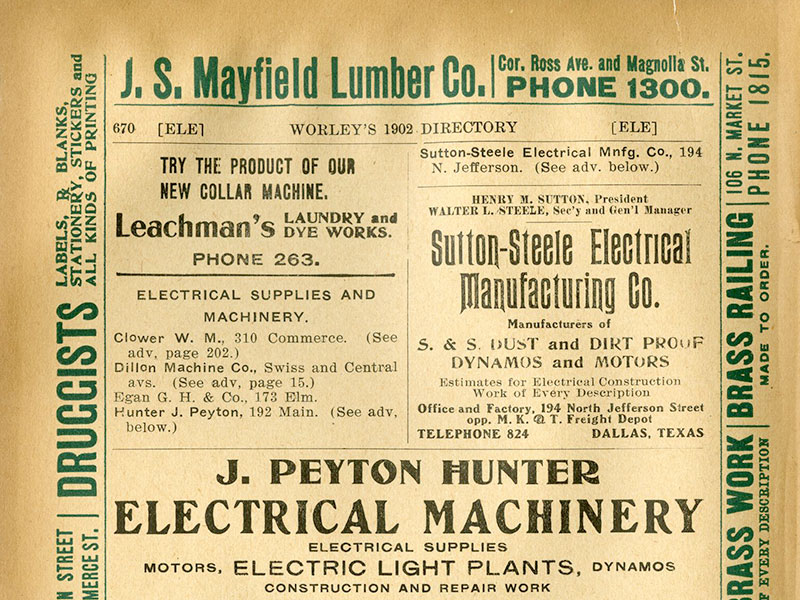 J. S. Mayfield Lumber Co.
Cor. Ross Ave. and Magnolia St.
PHONE 1300.
670 [ELE] WORLEY'S 1902 DIRECTORY [ELE]
TRY THE PRODUCT OF OUR
NEW COLLAR MACHINE.
Leachman's LAUNDRY and
DYE WORKS.
PHONE 263.
ELECTRICAL SUPPLIES AND
MACHINERY.
Clower W. M., 310 Commerce. (See
adv, page 202.)
Dillon Machine Co., Swiss and Central
avs. (See adv, page 15.)
Egan G. H. & Co., 173 Elm.
Hunter J. Peyton, 192 Main. (See adv,
below.)
Sutton-Steele Electrical Mnfg. Co., 194
N. Jefferson. (See adv. below.)
HENRY M. SUTTON, President
WALTER L. STEELE, Sec'y and Gen'l Manager
Sutton-Steele Electrical
Manufacturing Co.
Manufacturers of
S. & S. DUST and DIRT PROOF
DYNAMOS and MOTORS
Estimates for Electrical Construction
Work of Every Description
Office and Factory, 194 North Jefferson Street
opp. M. K. & T. Freight Depot
TELEPHONE 824 DALLAS, TEXAS
J. PEYTON HUNTER
ELECTRICAL MACHINERY
ELECTRICAL SUPPLIES
MOTORS, ELECTRIC LIGHT PLANTS, DYNAMOS
CONSTRUCTION AND REPAIR WORK
LABELS, ℞ BLANKS,
STATIONERY, STICKERS and
ALL KINDS OF PRINTING
DRUGGISTS
STREET
ST.
106 N. MARKET ST.
PHONE 1815.
BRASS RAILING
MADE TO ORDER.
BRASS WORK
OF EVERY DESCRIPTION